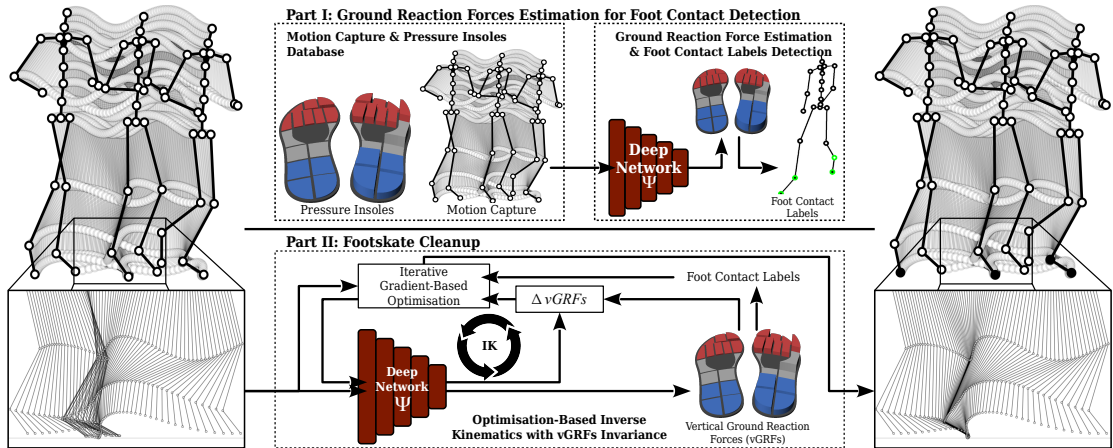 Part I: Ground Reaction Forces Estimation for Foot Contact Detection
Motion Capture & Pressure Insoles
Database
Pressure Insoles
Motion Capture
Ground Reaction Force Estimation
& Foot Contact Labels Detection
Deep
Network
Ψ
Foot Contact
Labels
Part II: Footskate Cleanup
Iterative
Gradient-Based
Optimisation
Foot Contact Labels
Δ vGRFs
IK
Deep
Network
Ψ
Optimisation-Based Inverse
Kinematics with vGRFs Invariance
Vertical Ground Reaction
Forces (vGRFs)